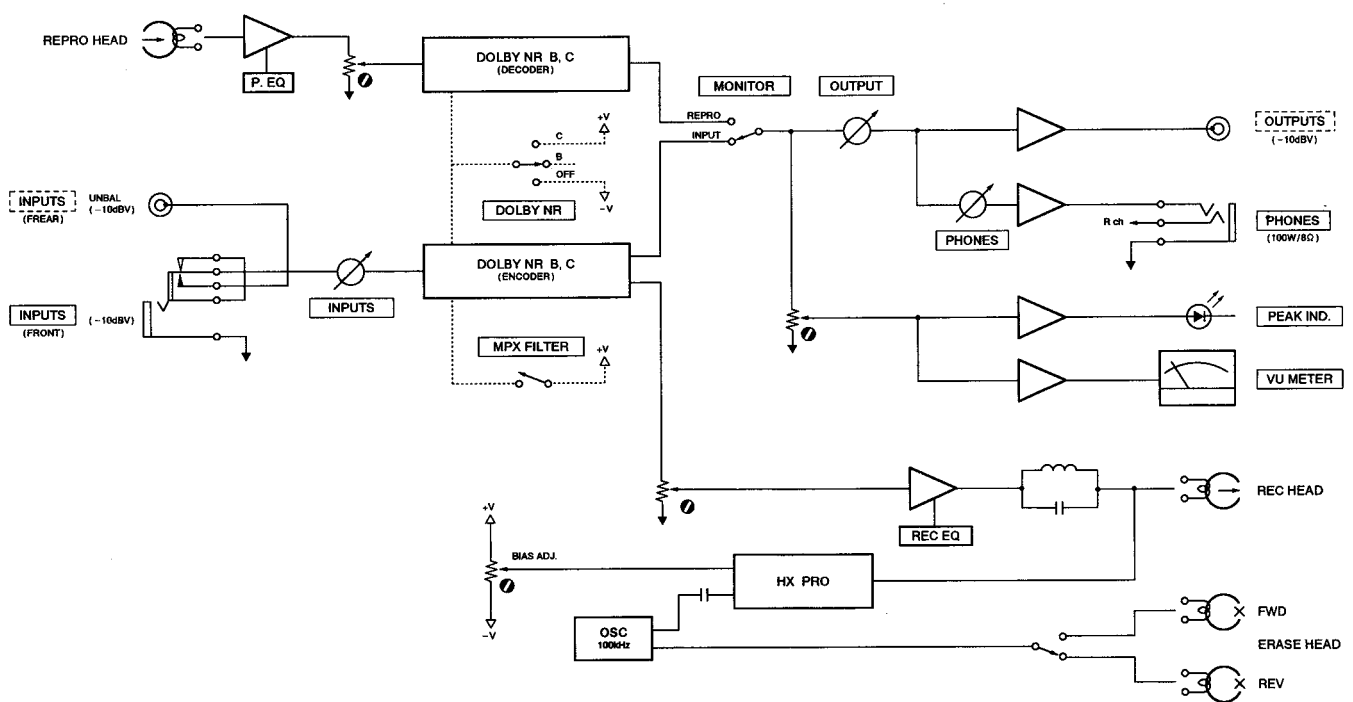 REPRO HEAD
P. EQ
DOLBY NR B, C
(DECODER)
MONITOR
OUTPUT
REPRO
INPUT
OUTPUTS
(-10dBV)
+V
C
B
OFF
-V
DOLBY NR
INPUTS
(FREAR)
UNBAL
(-10dBV)
PHONES
R ch
PHONES
(100W/8Ω)
DOLBY NR B, C
(ENCODER)
INPUTS
INPUTS
(FRONT)
(-10dBV)
MPX FILTER
+V
PEAK IND.
VU METER
REC HEAD
REC EQ
+V
BIAS ADJ.
-V
HX PRO
OSC
100kHz
FWD
ERASE HEAD
REV